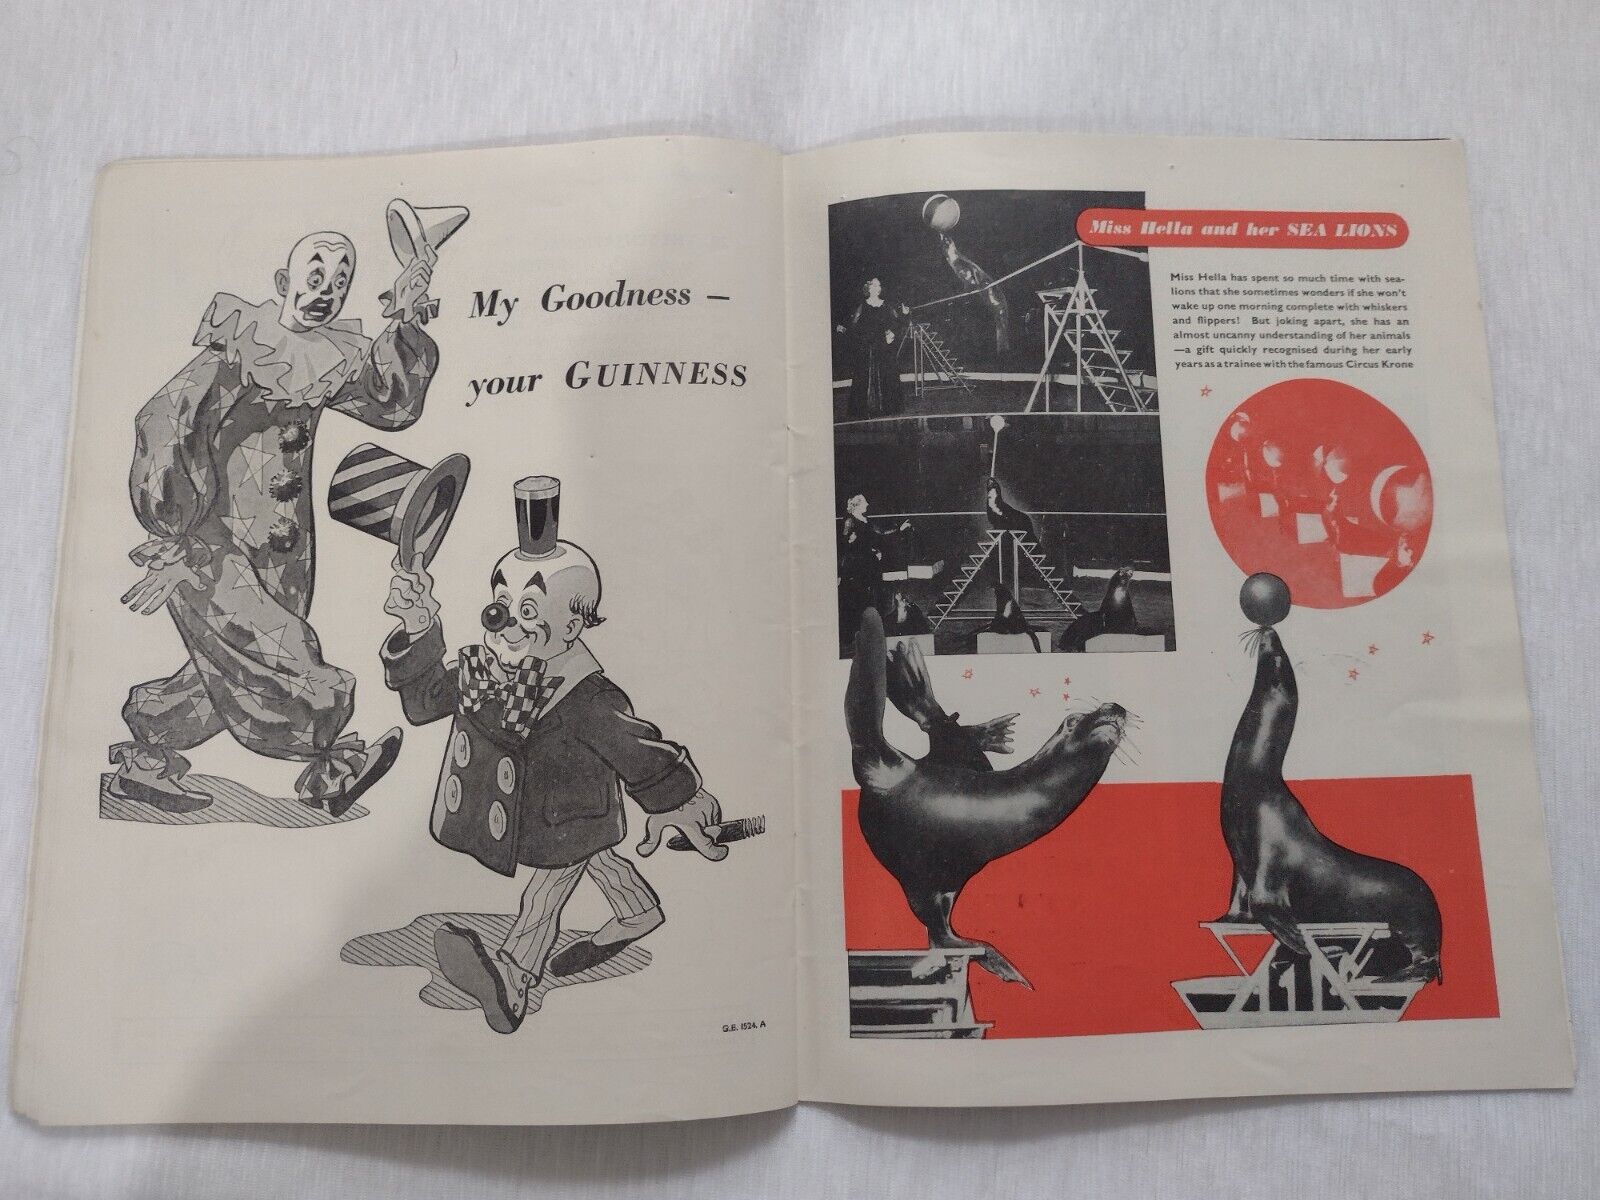 My Goodness –
your GUINNESS
G.E. 1524. A
Miss Hella and her SEA LIONS
Miss Hella has spent so much time with sea-
lions that she sometimes wonders if she won't
wake up one morning complete with whiskers
and flippers! But joking apart, she has an
almost uncanny understanding of her animals
—a gift quickly recognised during her early
years as a trainee with the famous Circus Krone